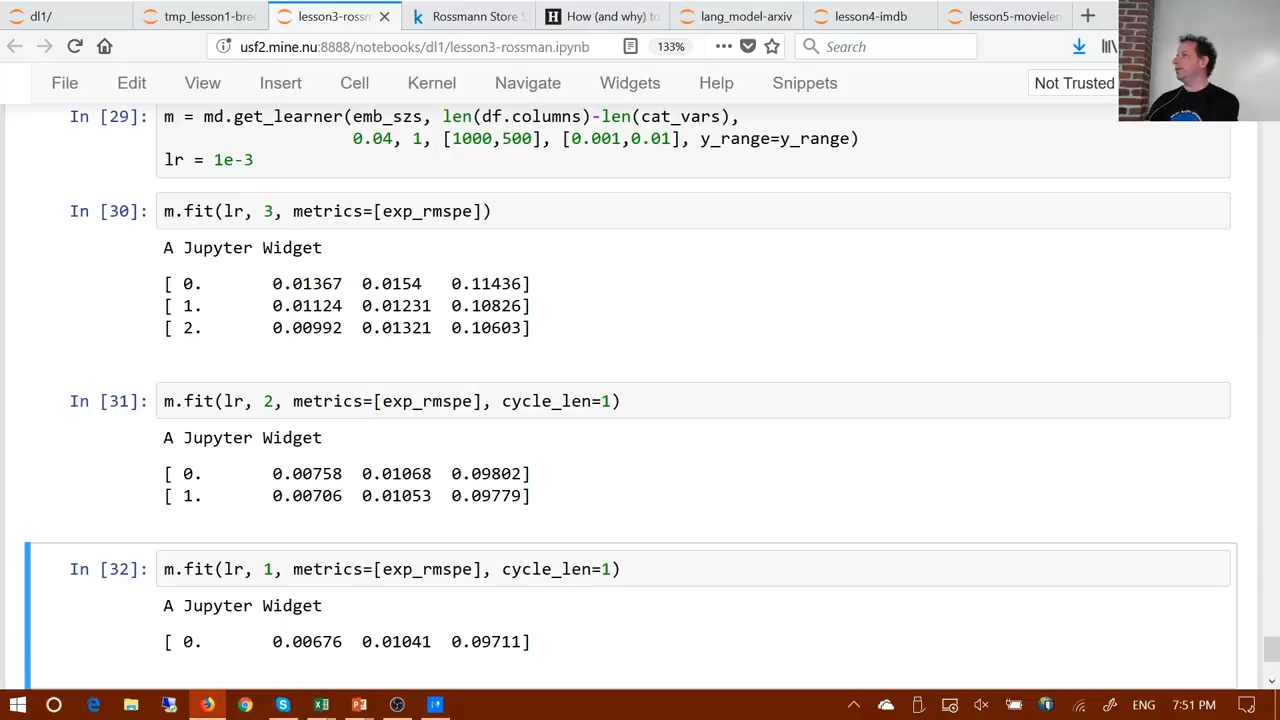 dl1/
tmp_lesson1-bre
lesson3-rossm
Rossmann Store S
How (and why) to
lang_model-arxiv
lesson4-imdb
lesson5-movielen
usf2.mine.nu:8888/notebooks/dl1/lesson3-rossman.ipynb
133%
Search
File Edit View Insert Cell Kernel Navigate Widgets Help Snippets Not Trusted
In [29]: m = md.get_learner(emb_szs, len(df.columns)-len(cat_vars),
0.04, 1, [1000,500], [0.001,0.01], y_range=y_range)
lr = 1e-3
In [30]: m.fit(lr, 3, metrics=[exp_rmspe])
A Jupyter Widget
[ 0. 0.01367 0.0154 0.11436]
[ 1. 0.01124 0.01231 0.10826]
[ 2. 0.00992 0.01321 0.10603]
In [31]: m.fit(lr, 2, metrics=[exp_rmspe], cycle_len=1)
A Jupyter Widget
[ 0. 0.00758 0.01068 0.09802]
[ 1. 0.00706 0.01053 0.09779]
In [32]: m.fit(lr, 1, metrics=[exp_rmspe], cycle_len=1)
A Jupyter Widget
[ 0. 0.00676 0.01041 0.09711]
ENG 7:51 PM